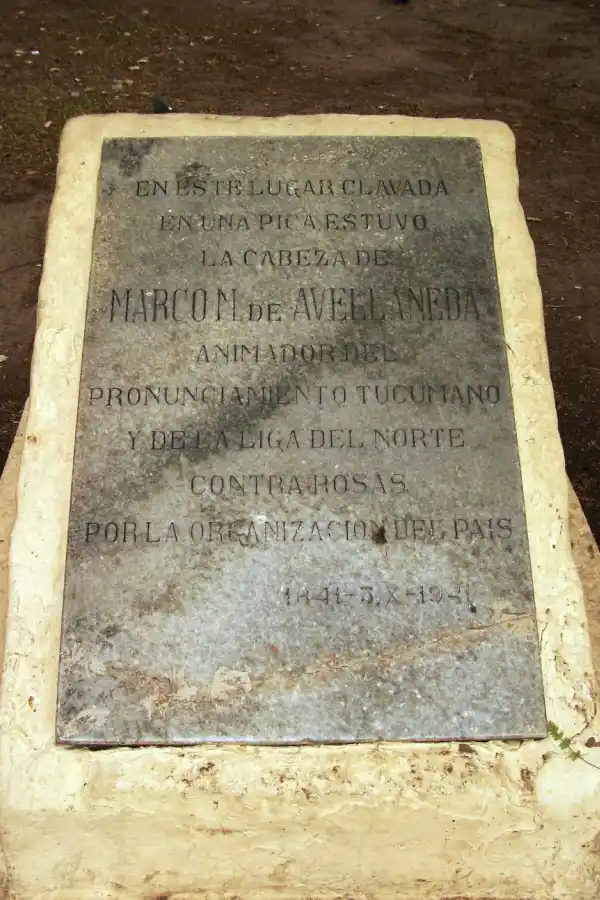 EN ESTE LUGAR CLAVADA
EN UNA PICA, ESTUVO
LA CABEZA DE
MARCO M. DE AVELLANEDA
ANIMADOR DEL
PRONUNCIAMIENTO TUCUMANO
Y DE LA LIGA DEL NORTE
CONTRA ROSAS
POR LA ORGANIZACION DEL PAIS
1841-3.X-1941